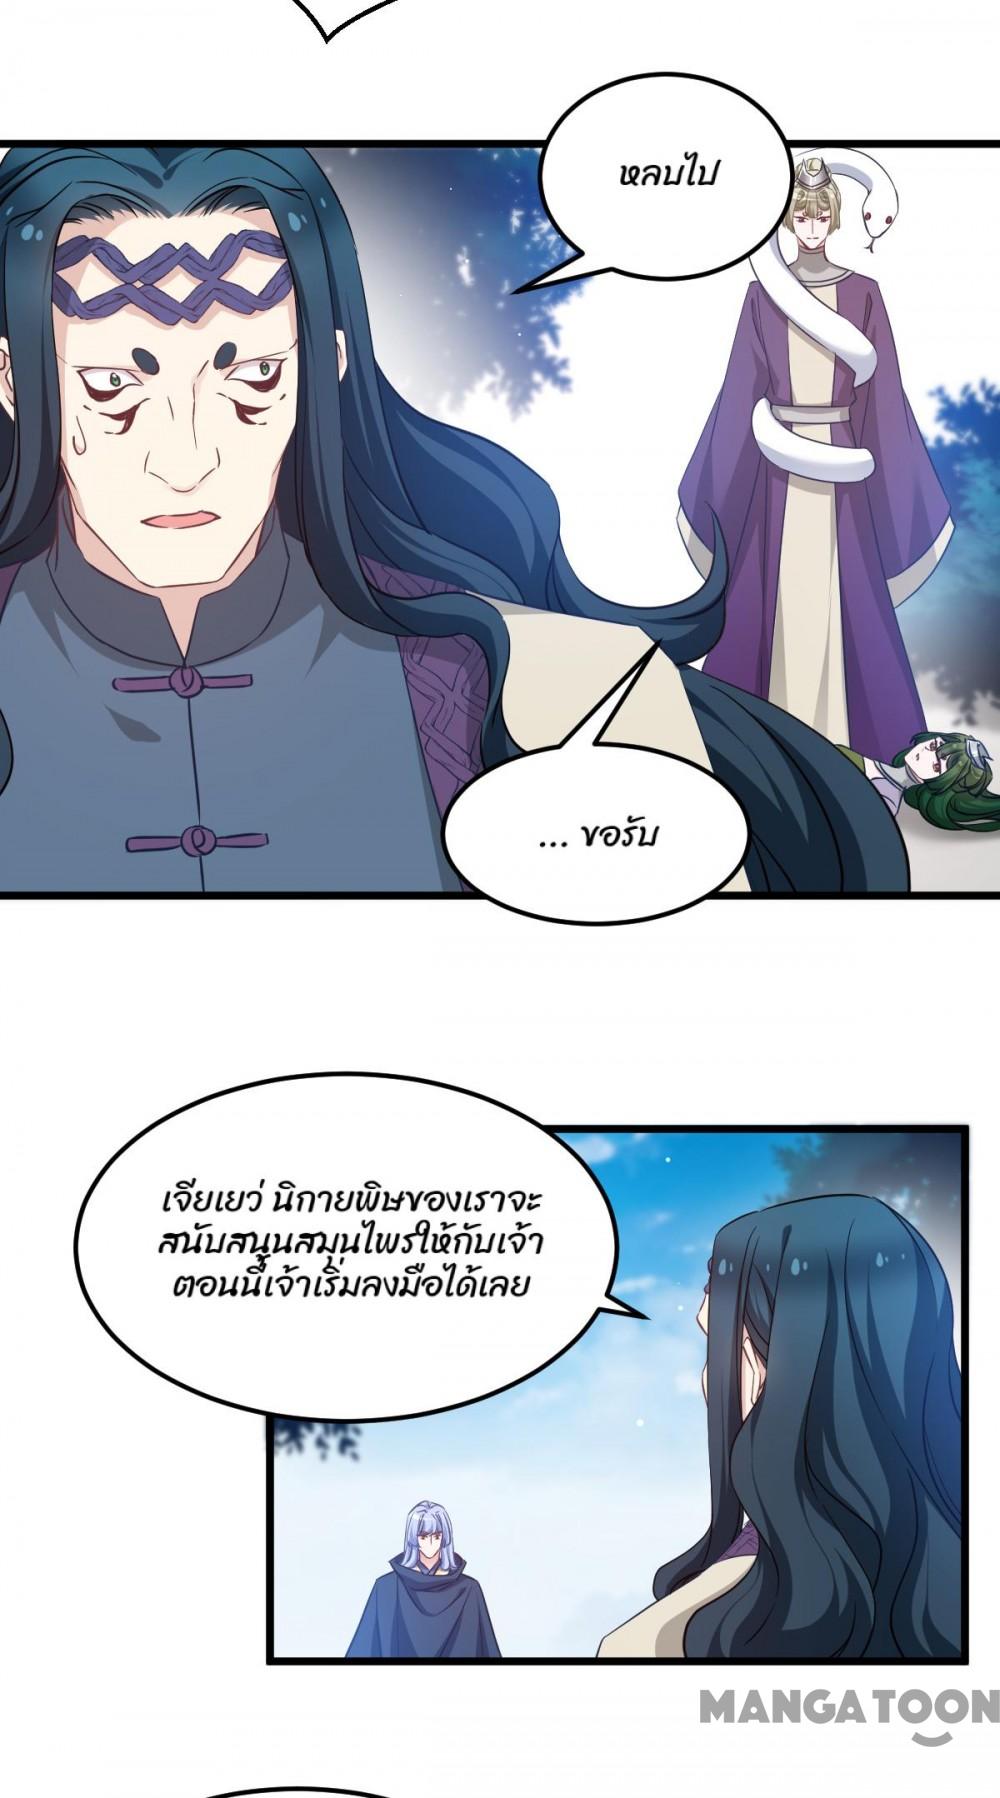 หลบไป
... ขอรับ
เจียเยว่ นิกายพิษของเราจะ
สนับสนุนสมุนไพรให้กับเจ้า
ตอนนี้เจ้าเริ่มลงมือได้เลย
MANGATOON